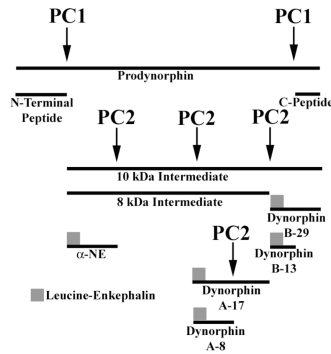 PC1 PC1
Prodynorphin
N-Terminal C-Peptide
Peptide
PC2 PC2 PC2
10 kDa Intermediate
8 kDa Intermediate
Dynorphin
B-29
α-NE
PC2
Dynorphin
B-13
Leucine-Enkephalin
Dynorphin
A-17
Dynorphin
A-8